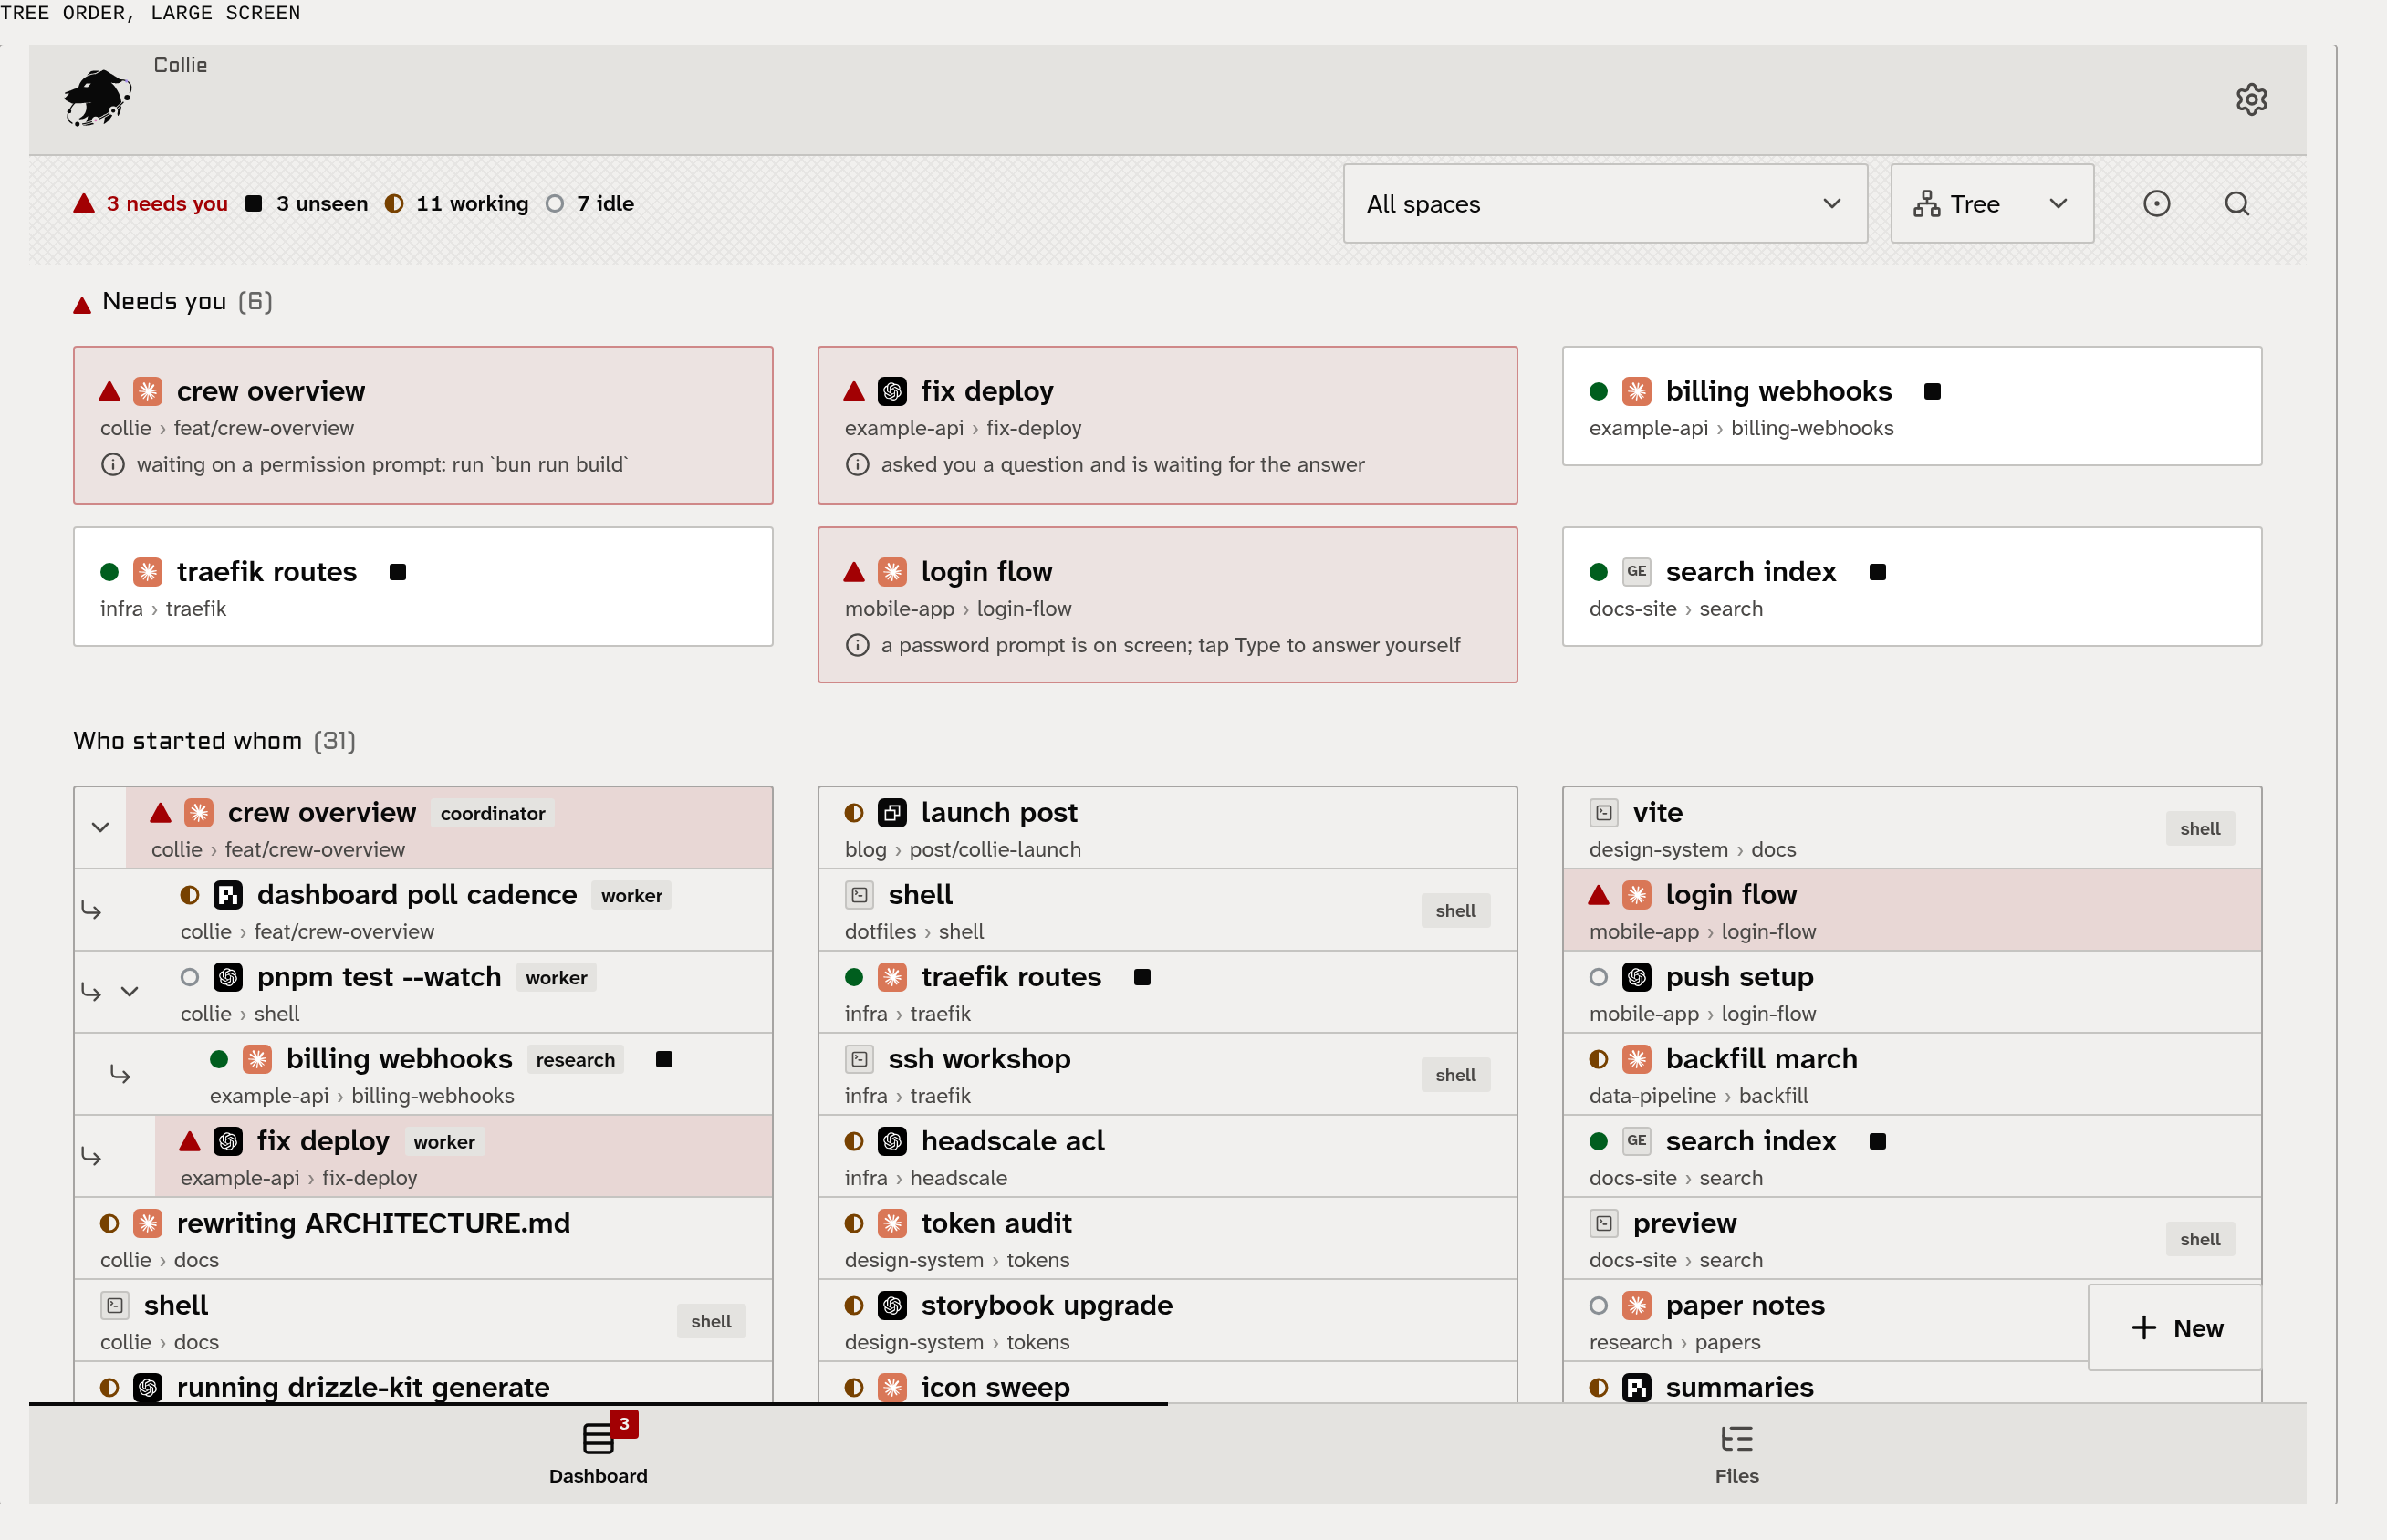 TREE ORDER, LARGE SCREEN
Collie
3 needs you 3 unseen 11 working 7 idle
All spaces
Tree
Needs you (6)
crew overview
collie › feat/crew-overview
waiting on a permission prompt: run `bun run build`
fix deploy
example-api › fix-deploy
asked you a question and is waiting for the answer
billing webhooks
example-api › billing-webhooks
traefik routes
infra › traefik
login flow
mobile-app › login-flow
a password prompt is on screen; tap Type to answer yourself
GE search index
docs-site › search
Who started whom (31)
crew overview coordinator
collie › feat/crew-overview
dashboard poll cadence worker
collie › feat/crew-overview
pnpm test --watch worker
collie › shell
billing webhooks research
example-api › billing-webhooks
fix deploy worker
example-api › fix-deploy
rewriting ARCHITECTURE.md
collie › docs
shell shell
collie › docs
running drizzle-kit generate
launch post
blog › post/collie-launch
shell shell
dotfiles › shell
traefik routes
infra › traefik
ssh workshop shell
infra › traefik
headscale acl
infra › headscale
token audit
design-system › tokens
storybook upgrade
design-system › tokens
icon sweep
vite shell
design-system › docs
login flow
mobile-app › login-flow
push setup
mobile-app › login-flow
backfill march
data-pipeline › backfill
GE search index
docs-site › search
preview shell
docs-site › search
paper notes
research › papers
summaries
New
3
Dashboard
Files